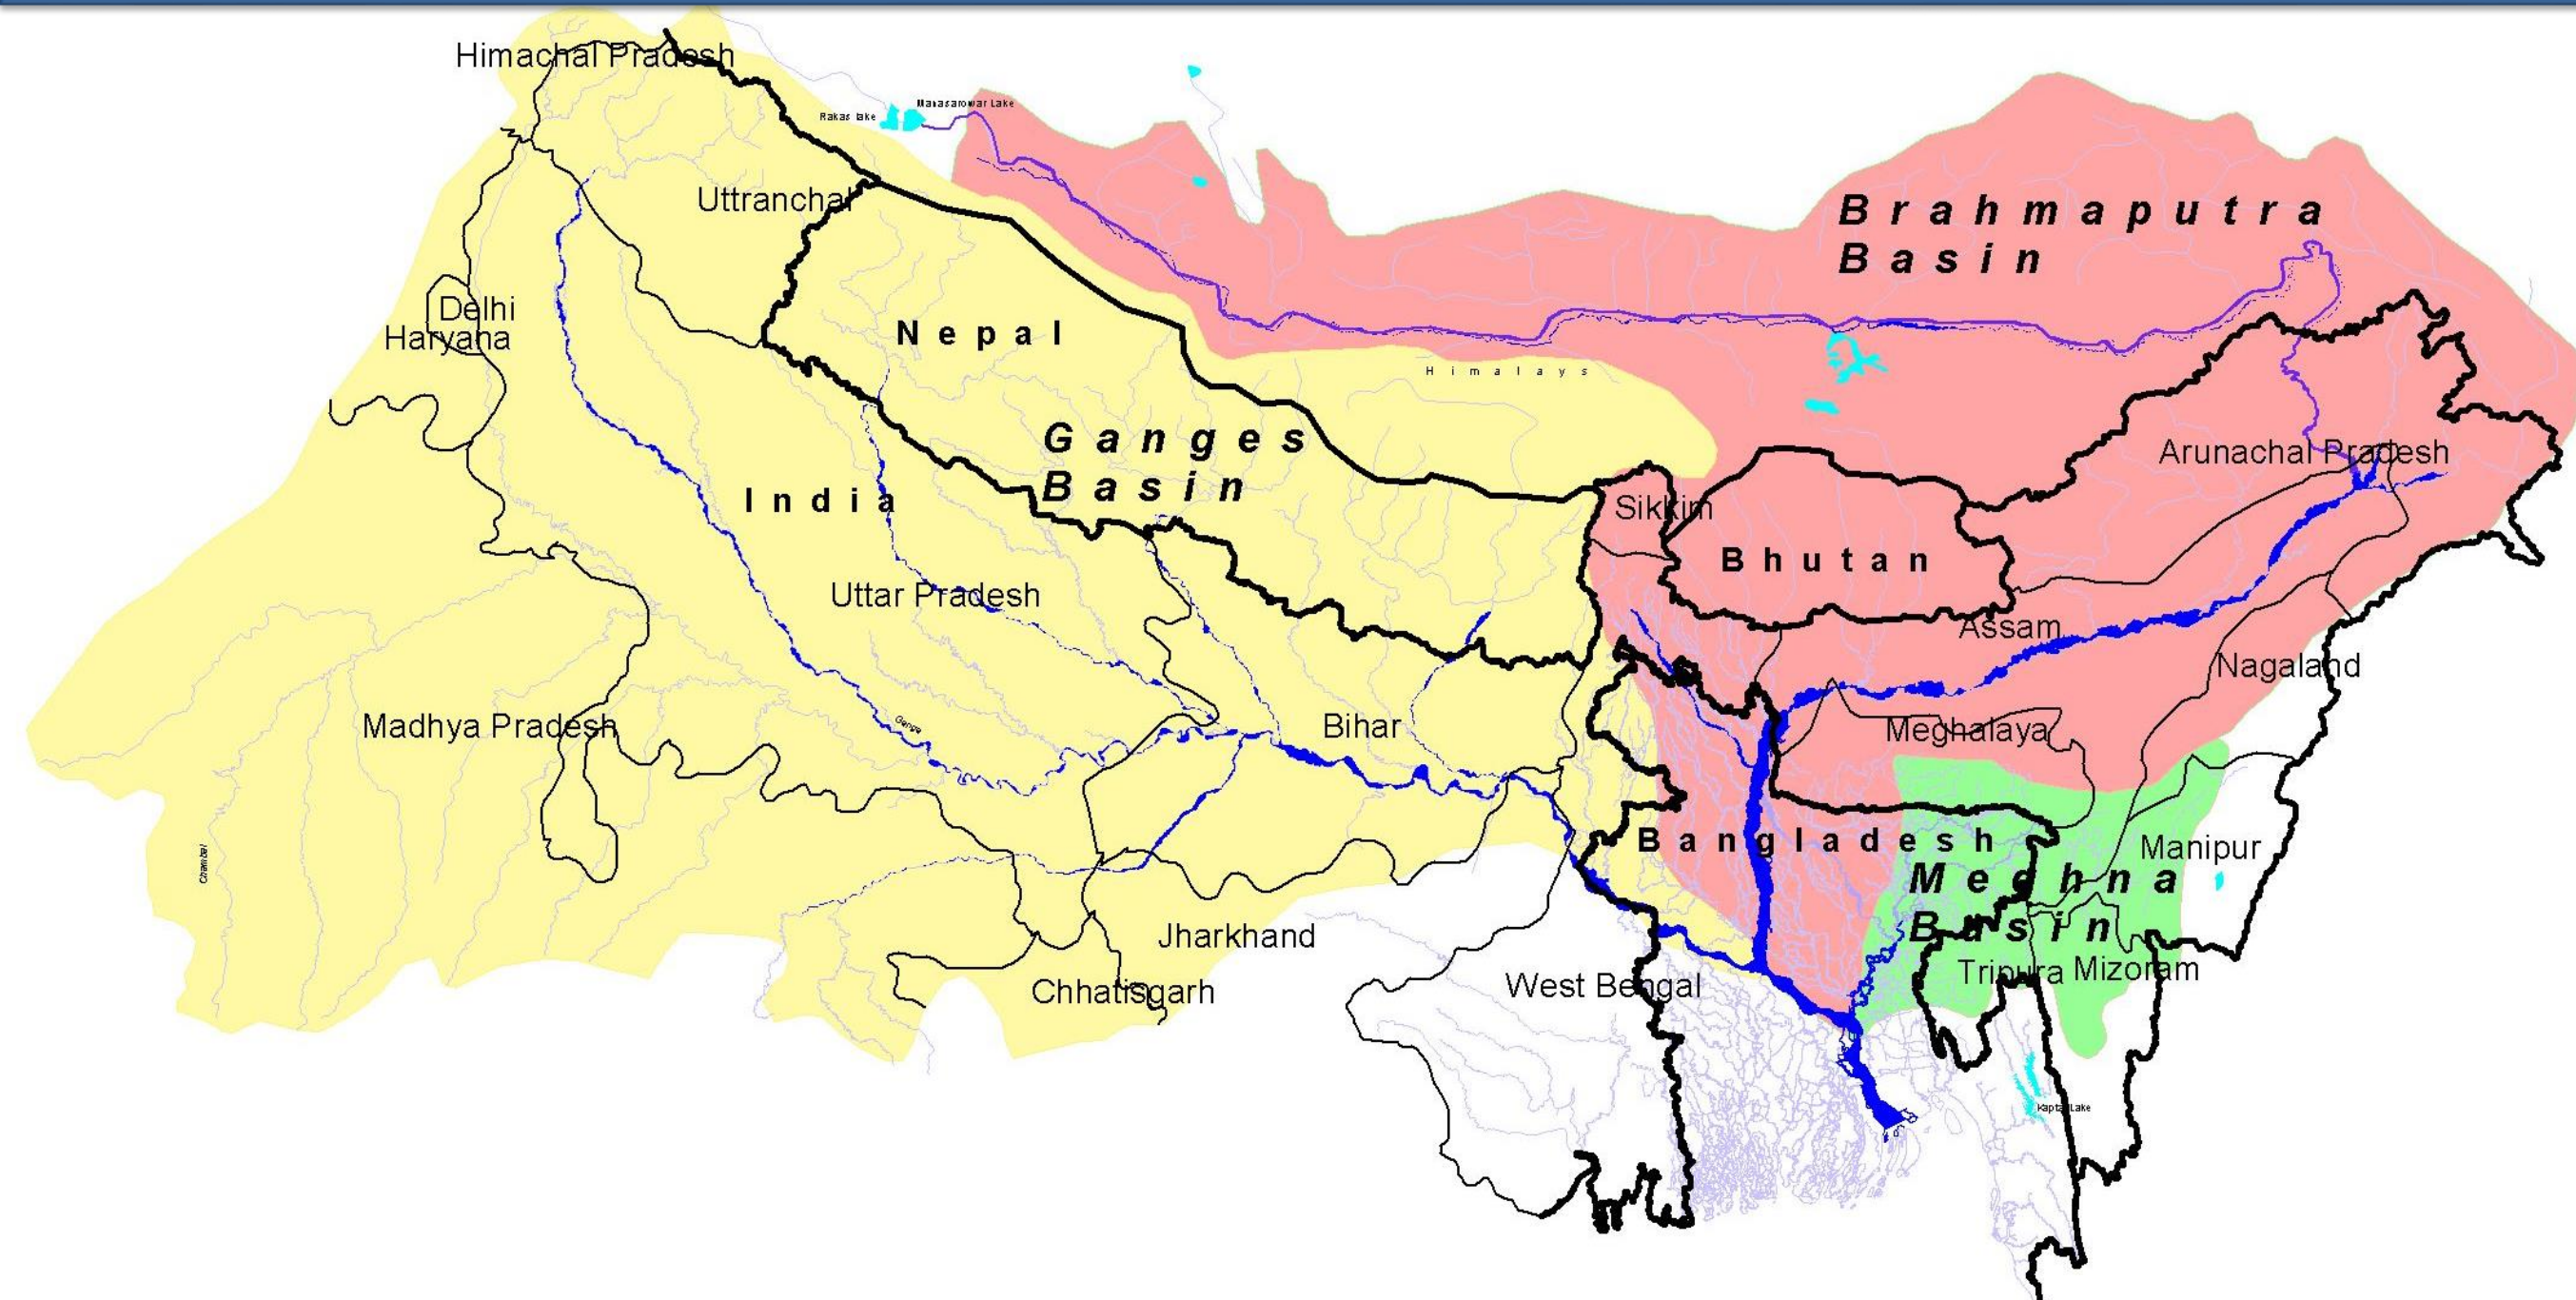 Himachal Pradesh
Manasarowar Lake
Rakas lake
Uttranchal
Brahmaputra
Basin
Delhi
Haryana
Nepal
Himalays
Ganges
Basin
India
Arunachal Pradesh
Sikkim
Bhutan
Uttar Pradesh
Assam
Nagaland
Madhya Pradesh
Ganga
Bihar
Meghalaya
Bangladesh
Chambal
Manipur
Meghna
Basin
Jharkhand
Tripura
Mizoram
West Bengal
Chhatisgarh
Kaptai Lake